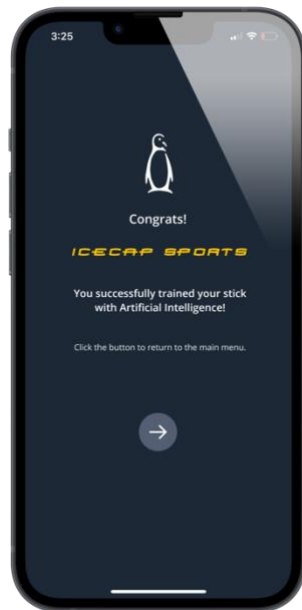 3:25
Congrats!
ICECAP SPORTS
You successfully trained your stick
with Artificial Intelligence!
Click the button to return to the main menu.